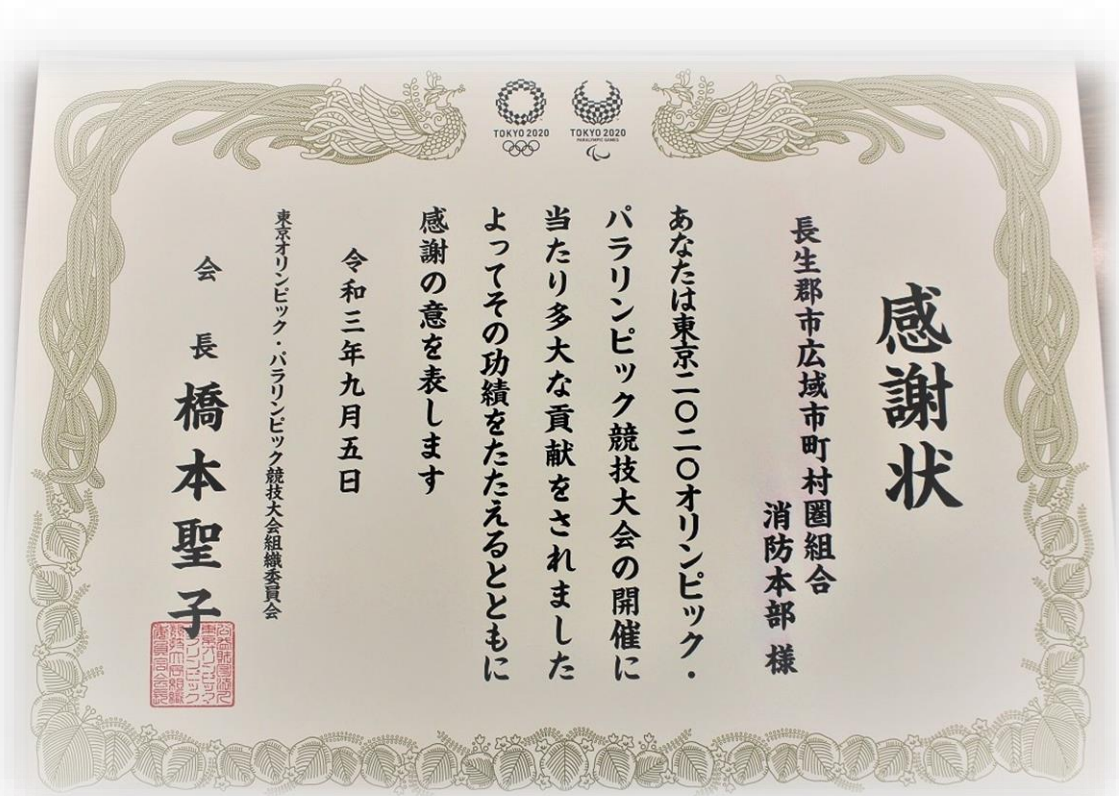 TOKYO 2020
TOKYO 2020
PARALYMPIC GAMES
感謝状
長生郡市広域市町村圏組合
消防本部 様
あなたは東京二〇二〇オリンピック・
パラリンピック競技大会の開催に
当たり多大な貢献をされました
よってその功績をたたえるとともに
感謝の意を表します
令和三年九月五日
東京オリンピック・パラリンピック競技大会組織委員会
会長 橋本聖子